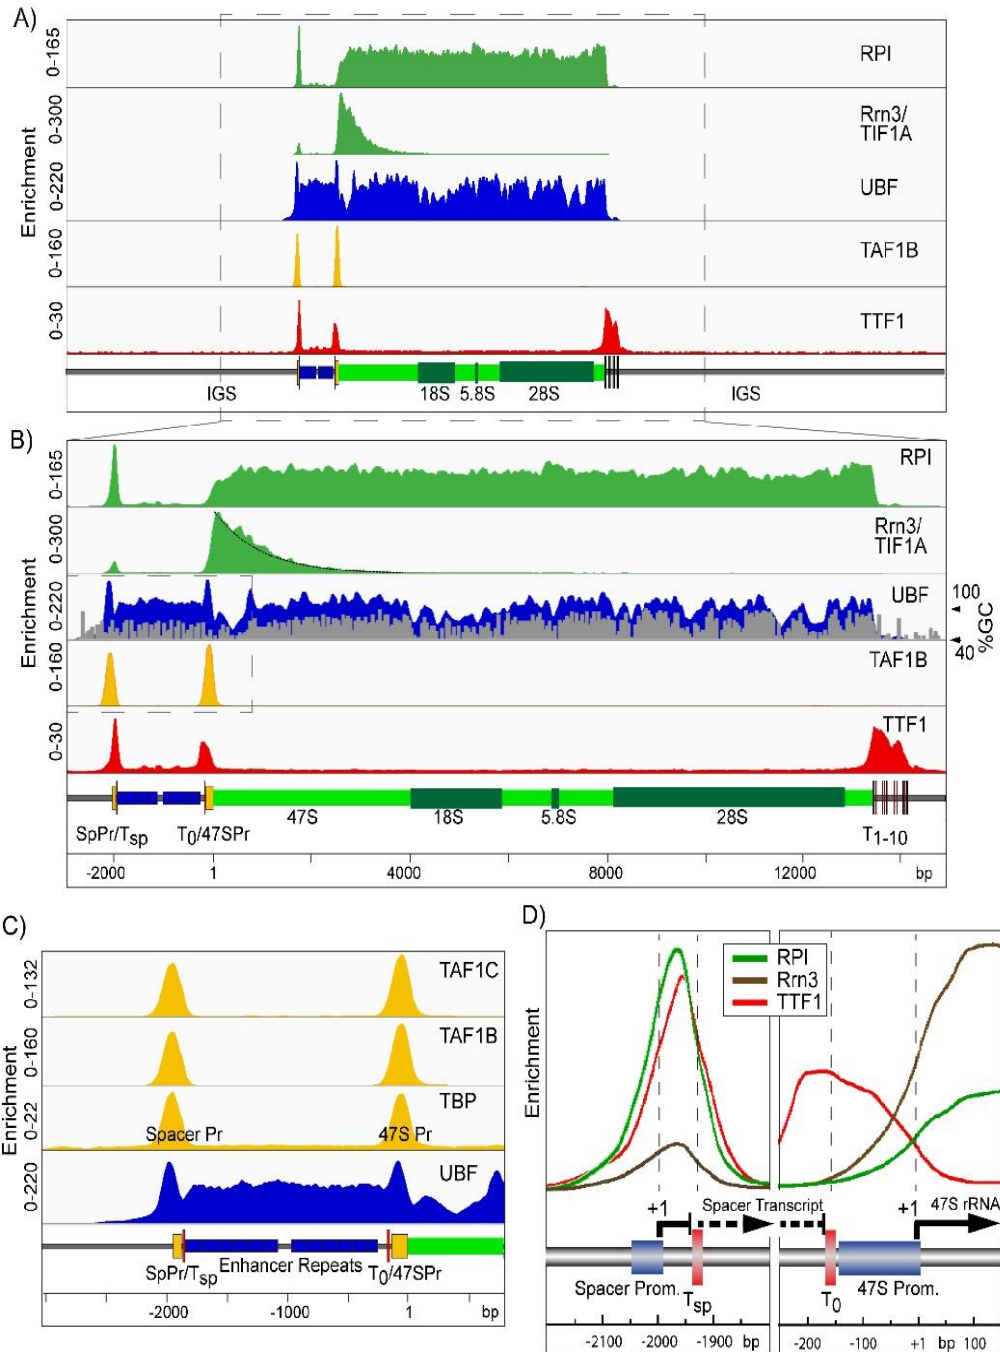 A)
Enrichment
0-165
RPI
0-300
Rrn3/
TIF1A
0-220
UBF
0-160
TAF1B
0-30
TTF1
IGS
18S 5.8S 28S
IGS
B)
Enrichment
0-165
RPI
0-300
Rrn3/
TIF1A
0-220
UBF
100
40
%GC
0-160
TAF1B
0-30
TTF1
47S 18S 5.8S 28S
SpPr/Tsp T0/47SPr T1-10
-2000 1 4000 8000 12000 bp
C)
Enrichment
0-132
TAF1C
0-160
TAF1B
0-22
TBP
Spacer Pr 47S Pr
0-220
UBF
Enhancer Repeats
SpPr/Tsp T0/47SPr
-2000 -1000 1 bp
D)
Enrichment
RPI
Rrn3
TTF1
+1 Spacer Transcript +1 47S rRNA
Spacer Prom. Tsp T0 47S Prom.
-2100 -2000 -1900 bp -200 -100 +1 bp 100